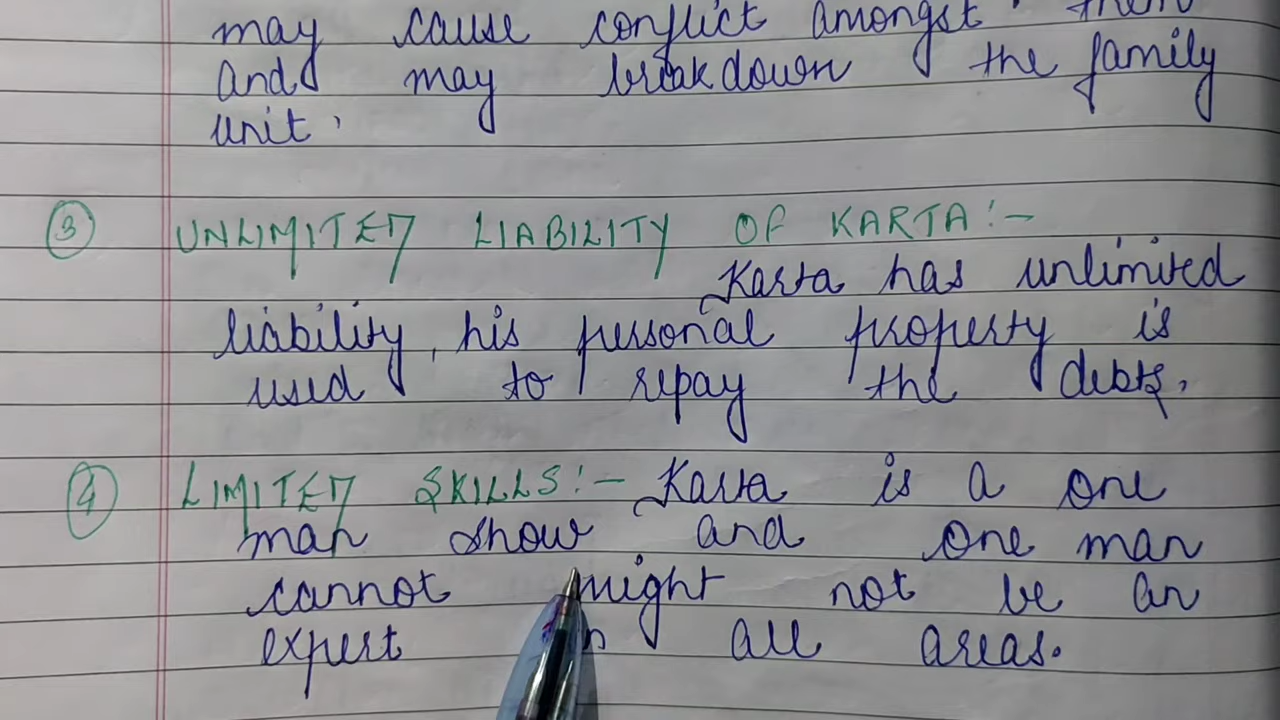 may cause conflict amongst them
and may breakdown the family
unit.
③ UNLIMITED LIABILITY OF KARTA:-
Karta has unlimited
liability, his personal property is
used to repay the debts.
④ LIMITED SKILLS:- Karta is a one
man show and one man
cannot might not be an
expert all areas.